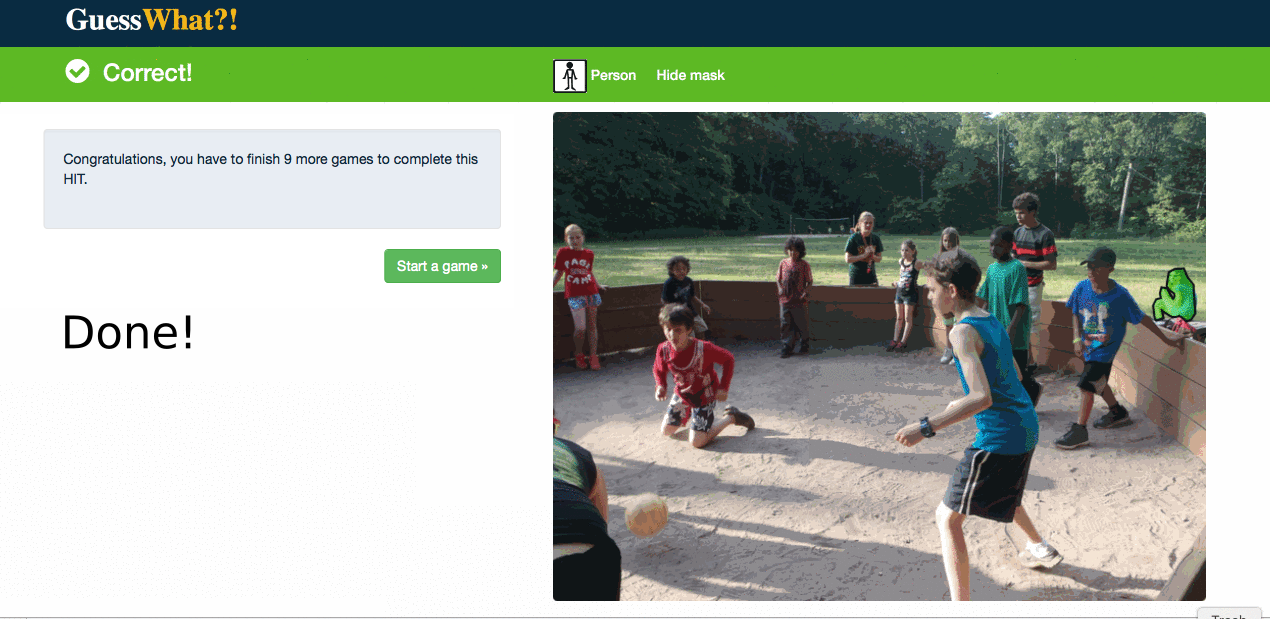 GuessWhat?!
Correct!
Person Hide mask
Congratulations, you have to finish 9 more games to complete this
HIT.
Start a game »
Done!
CAMP